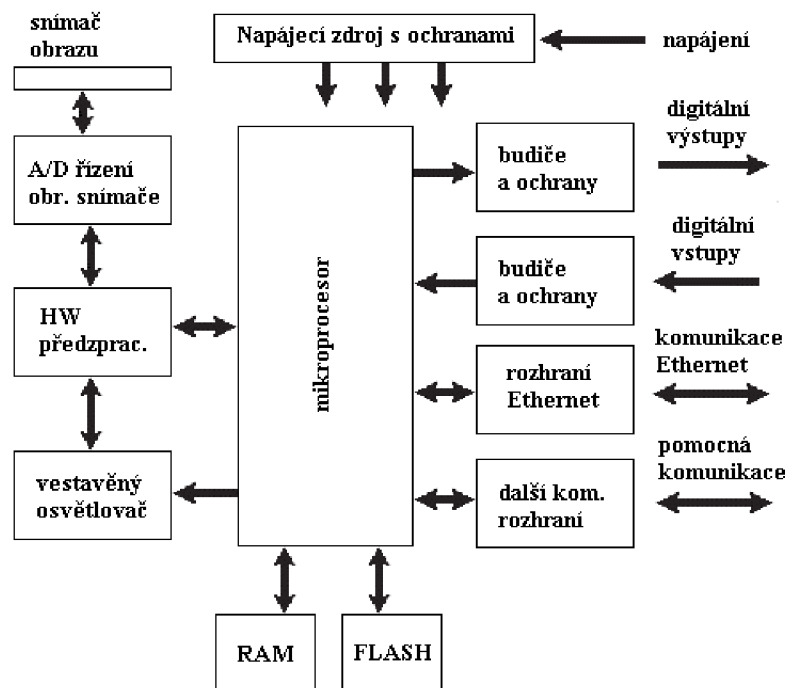 snímač
obrazu
Napájecí zdroj s ochranami
napájení
A/D řízení
obr. snímače
budiče
a ochrany
digitální
výstupy
HW
předzprac.
mikroprocesor
budiče
a ochrany
digitální
vstupy
rozhraní
Ethernet
komunikace
Ethernet
vestavěný
osvětlovač
další kom.
rozhraní
pomocná
komunikace
RAM
FLASH